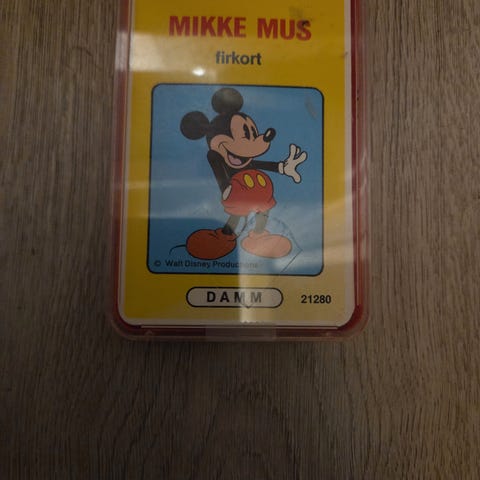 MIKKE MUS
firkort
© Walt Disney Productions
DAMM
21280